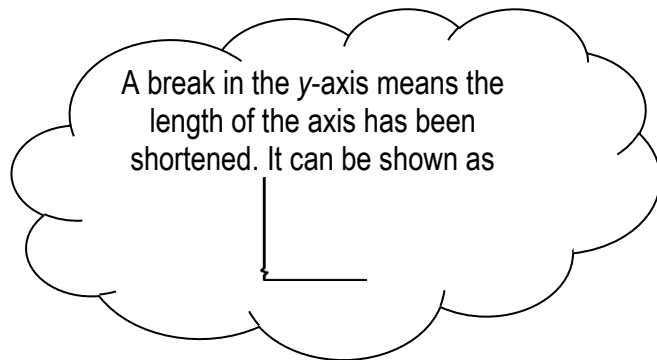 A break in the y-axis means the
length of the axis has been
shortened. It can be shown as